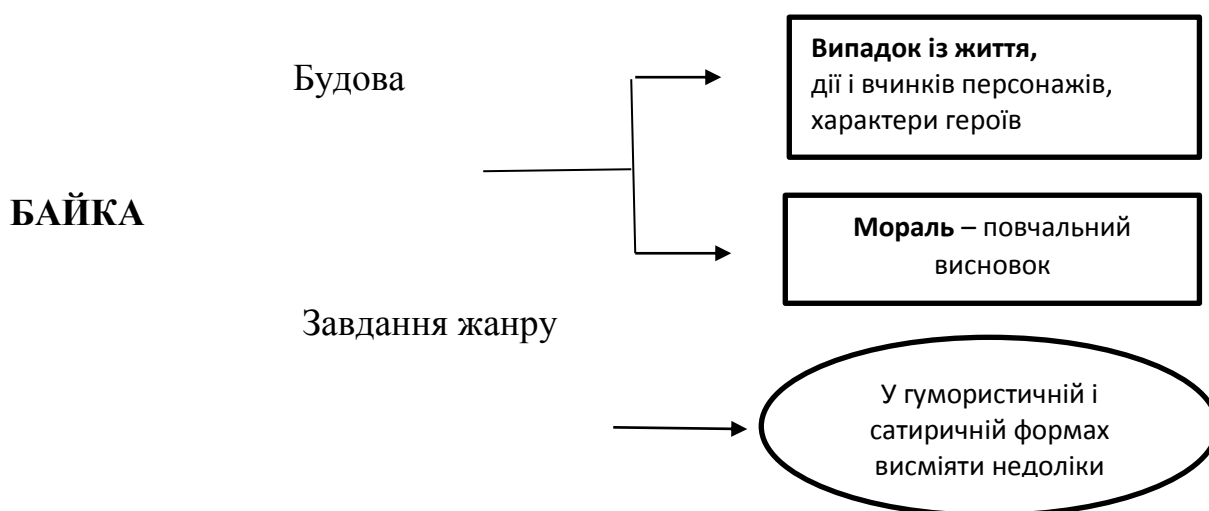 Будова
Випадок із життя,
дії і вчинків персонажів,
характери героїв
БАЙКА
Мораль – повчальний
висновок
Завдання жанру
У гумористичній і
сатиричній формах
висміяти недоліки